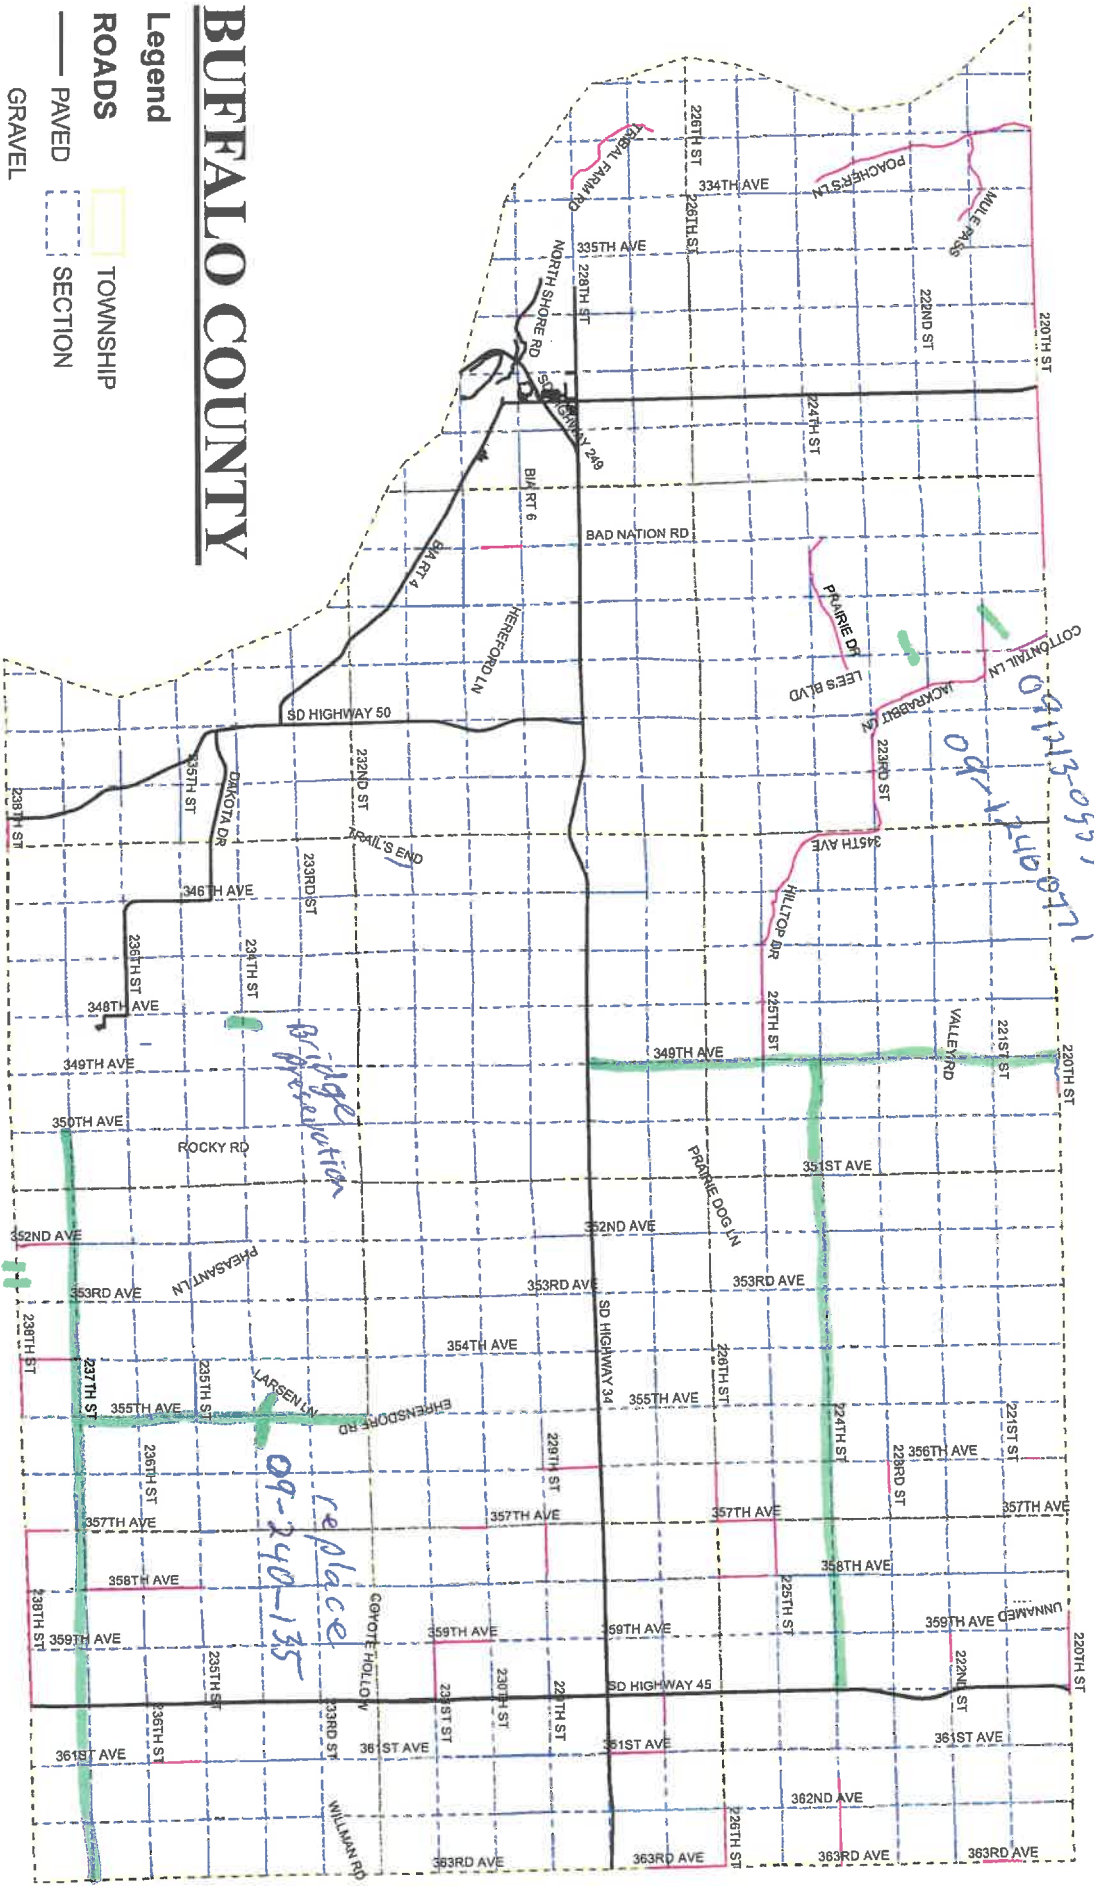 BUFFALO COUNTY
Legend
ROADS
PAVED
GRAVEL
TOWNSHIP
SECTION
220TH ST
MULE PASS
POACHER'S LN
226TH ST
TRIBAL FARM RD
334TH AVE
226TH ST
335TH AVE
NORTH SHORE RD
228TH ST
222ND ST
220TH ST
SD HIGHWAY 249
224TH ST
BIA RT 6
BAD NATION RD
BIA RT 4
HEREFORD LN
PRAIRIE DR
LEE'S BLVD
COTTONTAIL LN
JACKRABBIT LN
SD HIGHWAY 50
223RD ST
345TH AVE
232ND ST
235TH ST
DAKOTA DR
238TH ST
TRAIL'S END
233RD ST
346TH AVE
HILLTOP DR
236TH ST
234TH ST
348TH AVE
225TH ST
349TH AVE
349TH AVE
VALLEY RD
221ST ST
220TH ST
Bridge
350TH AVE
ROCKY RD
PRAIRIE DOG LN
351ST AVE
352ND AVE
352ND AVE
PHEASANT LN
353RD AVE
353RD AVE
353RD AVE
SD HIGHWAY 34
238TH ST
354TH AVE
226TH ST
237TH ST
355TH AVE
235TH ST
LARSEN LN
EHRENSDORF RD
355TH AVE
224TH ST
221ST ST
236TH ST
229TH ST
223RD ST
356TH AVE
357TH AVE
357TH AVE
357TH AVE
357TH AVE
replace
09-240-135
358TH AVE
358TH AVE
238TH ST
359TH AVE
COYOTE HOLLOW
359TH AVE
359TH AVE
225TH ST
359TH AVE
UNNAMED
235TH ST
236TH ST
233RD ST
231ST ST
230TH ST
229TH ST
SD HIGHWAY 45
222ND ST
220TH ST
361ST AVE
361ST AVE
361ST AVE
361ST AVE
WILLMAN RD
362ND AVE
226TH ST
363RD AVE
363RD AVE
363RD AVE
363RD AVE